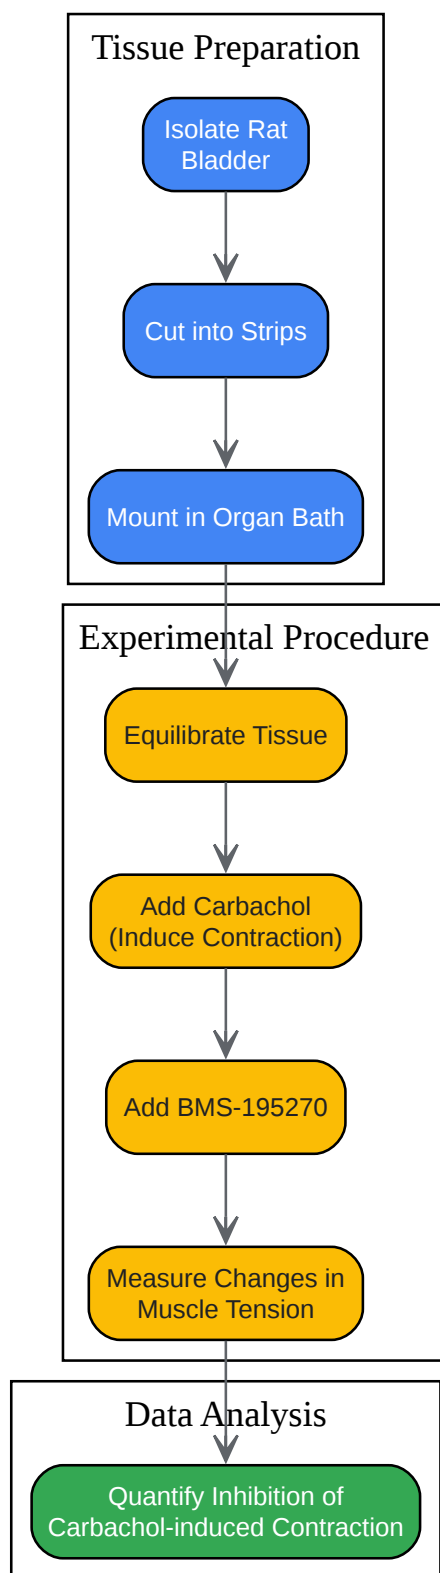 Tissue Preparation
Isolate Rat
Bladder
Cut into Strips
Mount in Organ Bath
Experimental Procedure
Equilibrate Tissue
Add Carbachol
(Induce Contraction)
Add BMS-195270
Measure Changes in
Muscle Tension
Data Analysis
Quantify Inhibition of
Carbachol-induced Contraction